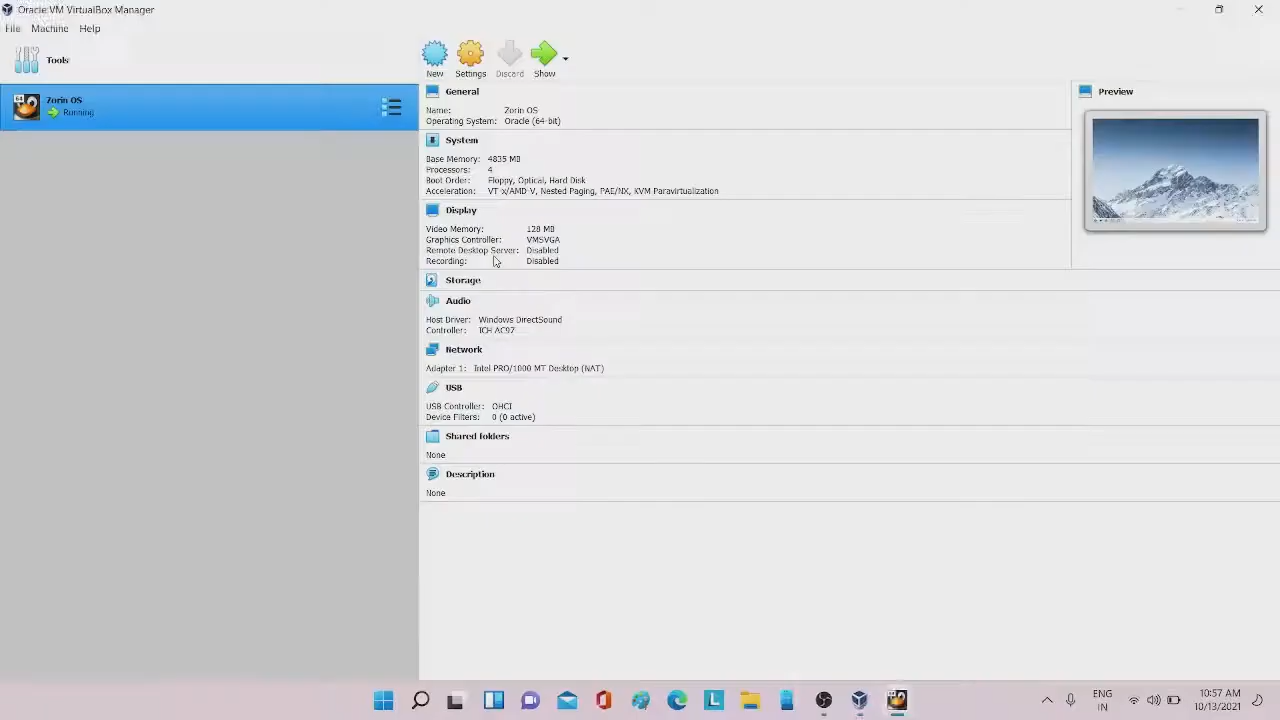 Oracle VM VirtualBox Manager
File Machine Help
Tools
New Settings Discard Show
64
Zorin OS
Running
General
Name: Zorin OS
Operating System: Oracle (64-bit)
System
Base Memory: 4835 MB
Processors: 4
Boot Order: Floppy, Optical, Hard Disk
Acceleration: VT-x/AMD-V, Nested Paging, PAE/NX, KVM Paravirtualization
Display
Video Memory: 128 MB
Graphics Controller: VMSVGA
Remote Desktop Server: Disabled
Recording: Disabled
Storage
Audio
Host Driver: Windows DirectSound
Controller: ICH AC97
Network
Adapter 1: Intel PRO/1000 MT Desktop (NAT)
USB
USB Controller: OHCI
Device Filters: 0 (0 active)
Shared folders
None
Description
None
Preview
L
ENG
IN
10:57 AM
10/13/2021